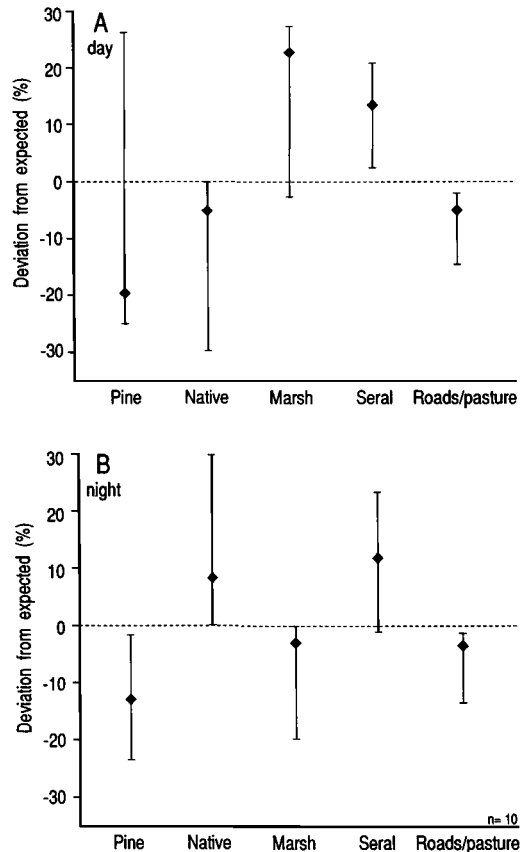 A
day
Deviation from expected (%)
30
20
10
0
-10
-20
-30
Pine Native Marsh Seral Roads/pasture
B
night
Deviation from expected (%)
30
20
10
0
-10
-20
-30
n= 10
Pine Native Marsh Seral Roads/pasture